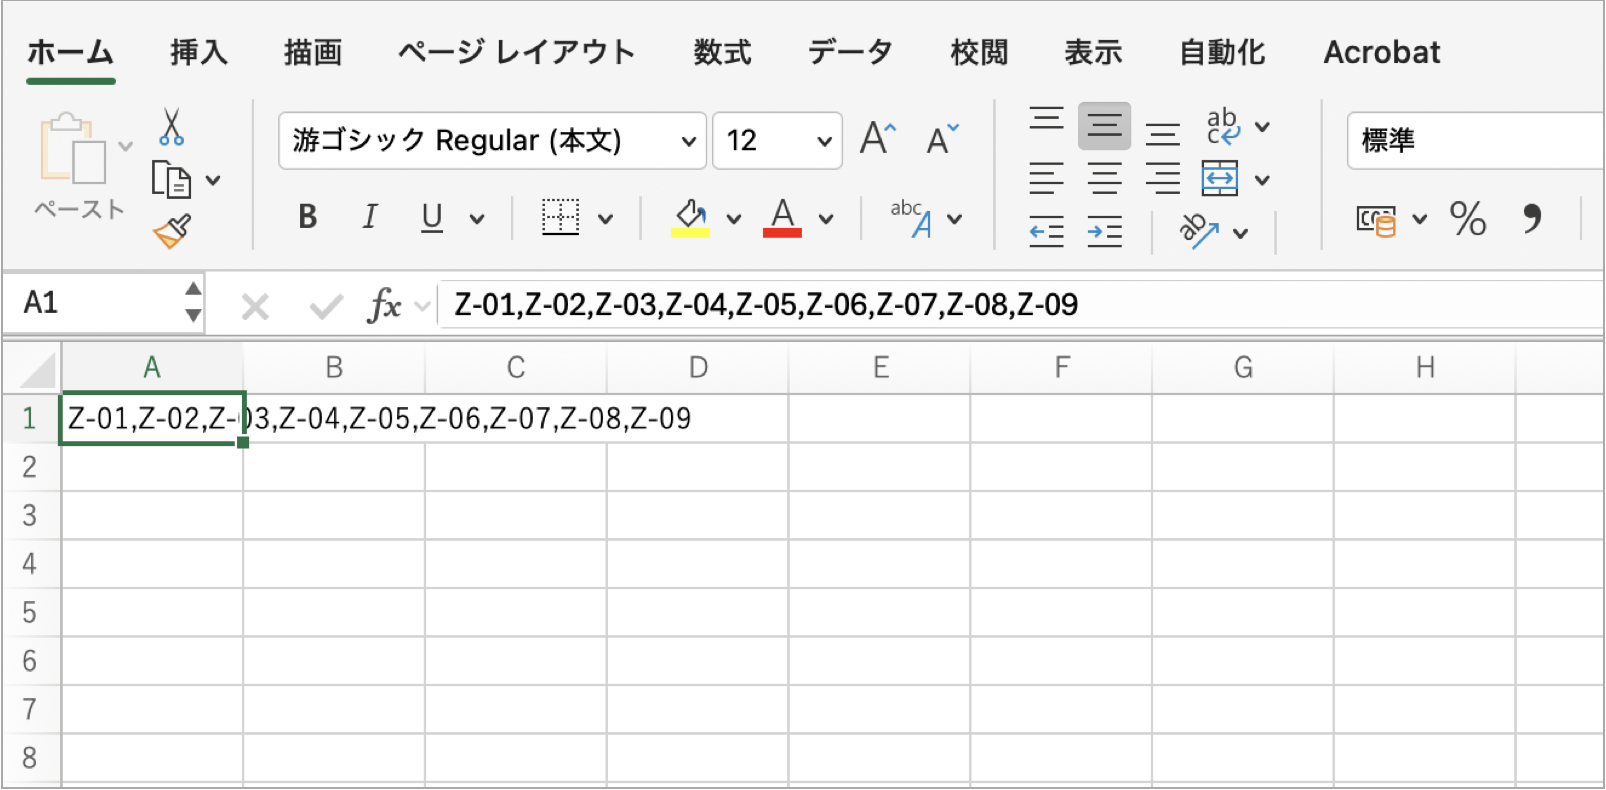 ホーム 挿入 描画 ページ レイアウト 数式 データ 校閲 表示 自動化 Acrobat
ペースト
游ゴシック Regular (本文) 12 A A
B I U A abc A
ab c
ab
標準
%
A1 fx Z-01,Z-02,Z-03,Z-04,Z-05,Z-06,Z-07,Z-08,Z-09
A B C D E F G H
1 Z-01,Z-02,Z-03,Z-04,Z-05,Z-06,Z-07,Z-08,Z-09
2
3
4
5
6
7
8